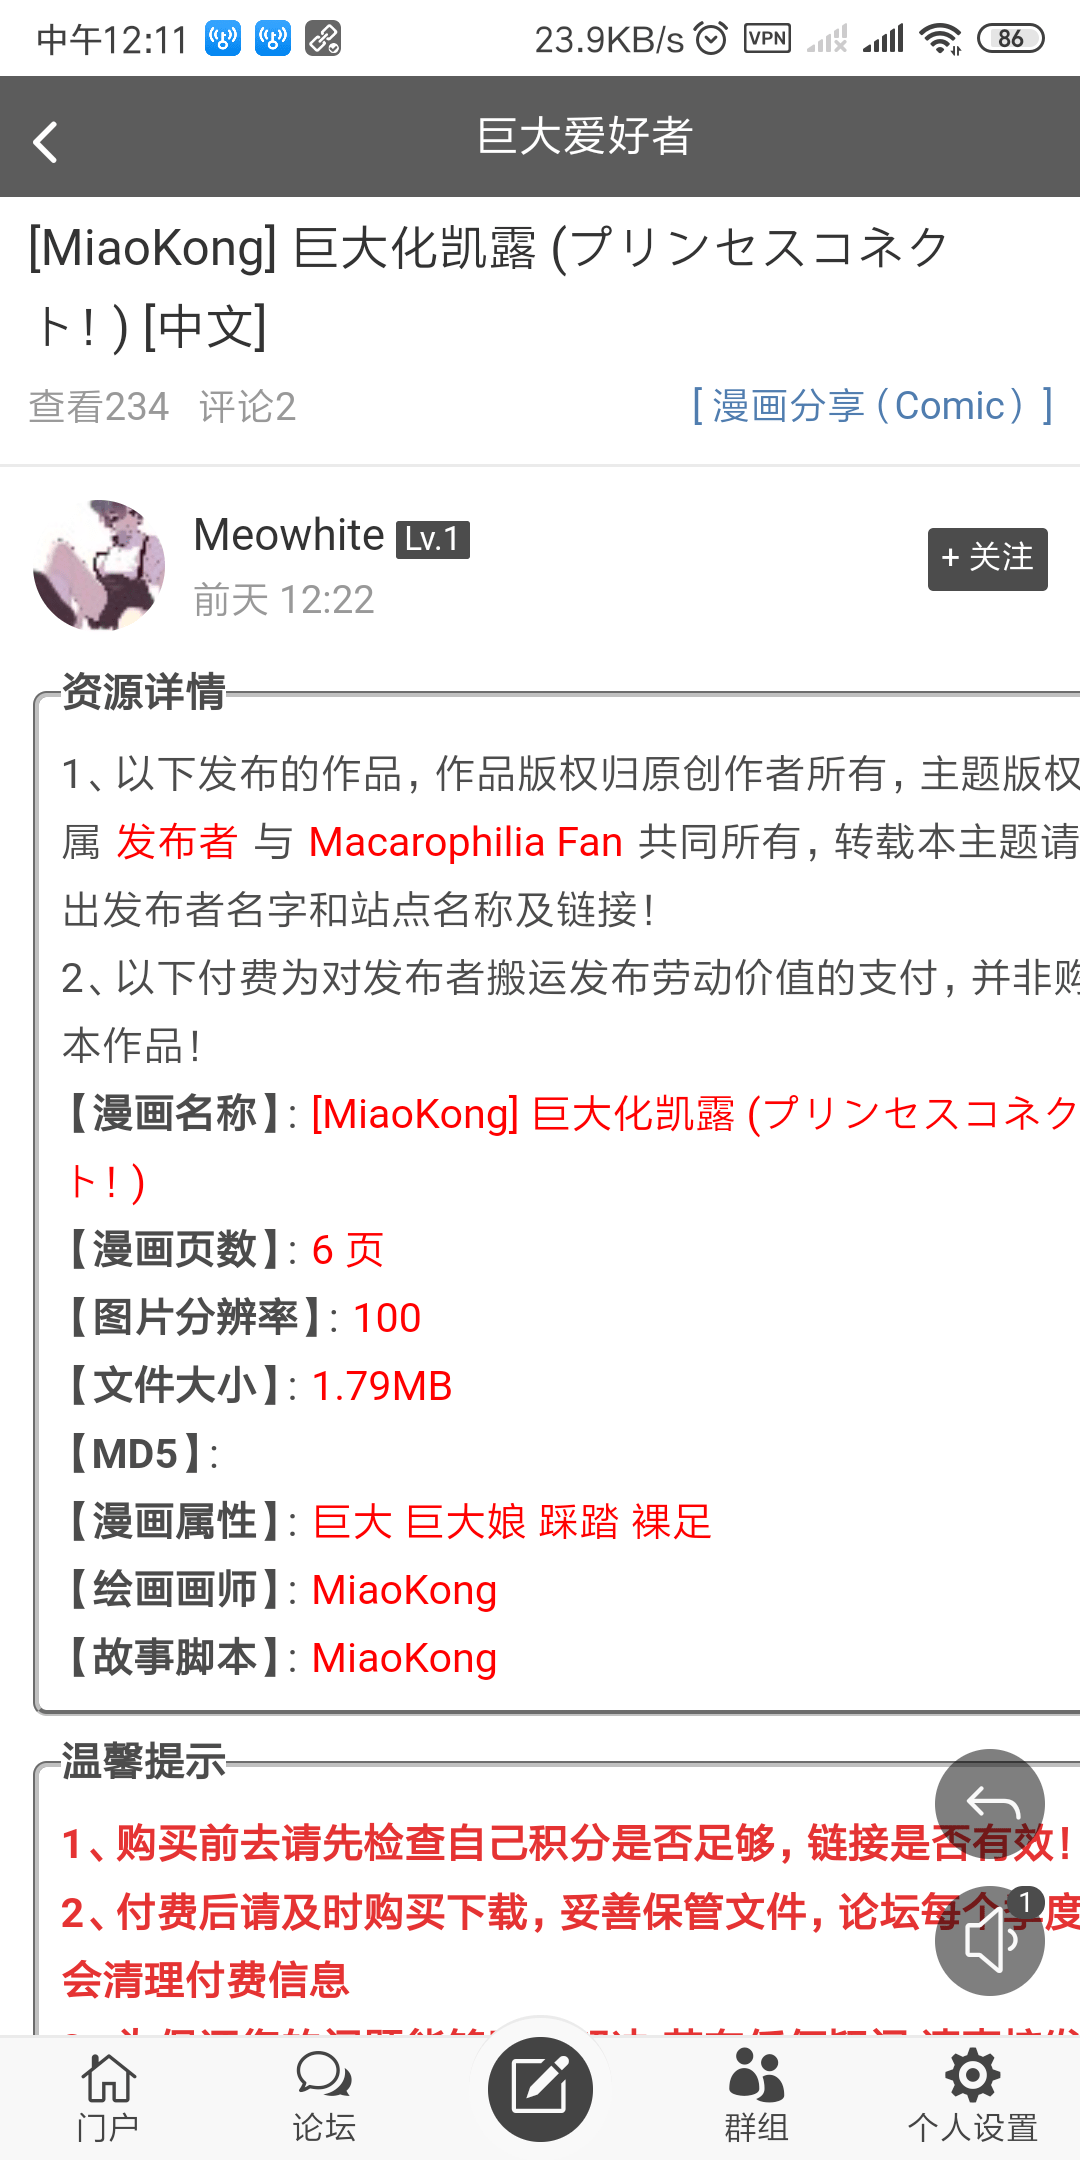 中午12:11
23.9KB/s
VPN
86
巨大爱好者
[MiaoKong] 巨大化凯露 (プリンセスコネク
ト！) [中文]
查看234 评论2
[ 漫画分享（Comic）]
Meowhite Lv.1
+ 关注
前天 12:22
资源详情
1、以下发布的作品，作品版权归原创作者所有，主题版权
属 发布者 与 Macarophilia Fan 共同所有，转载本主题请
出发布者名字和站点名称及链接！
2、以下付费为对发布者搬运发布劳动价值的支付，并非购
本作品！
【漫画名称】: [MiaoKong] 巨大化凯露 (プリンセスコネク
ト！)
【漫画页数】: 6 页
【图片分辨率】: 100
【文件大小】: 1.79MB
【MD5】:
【漫画属性】: 巨大 巨大娘 踩踏 裸足
【绘画画师】: MiaoKong
【故事脚本】: MiaoKong
温馨提示
1、购买前去请先检查自己积分是否足够，链接是否有效！
2、付费后请及时购买下载，妥善保管文件，论坛每个季度
1
会清理付费信息
门户
论坛
群组
个人设置